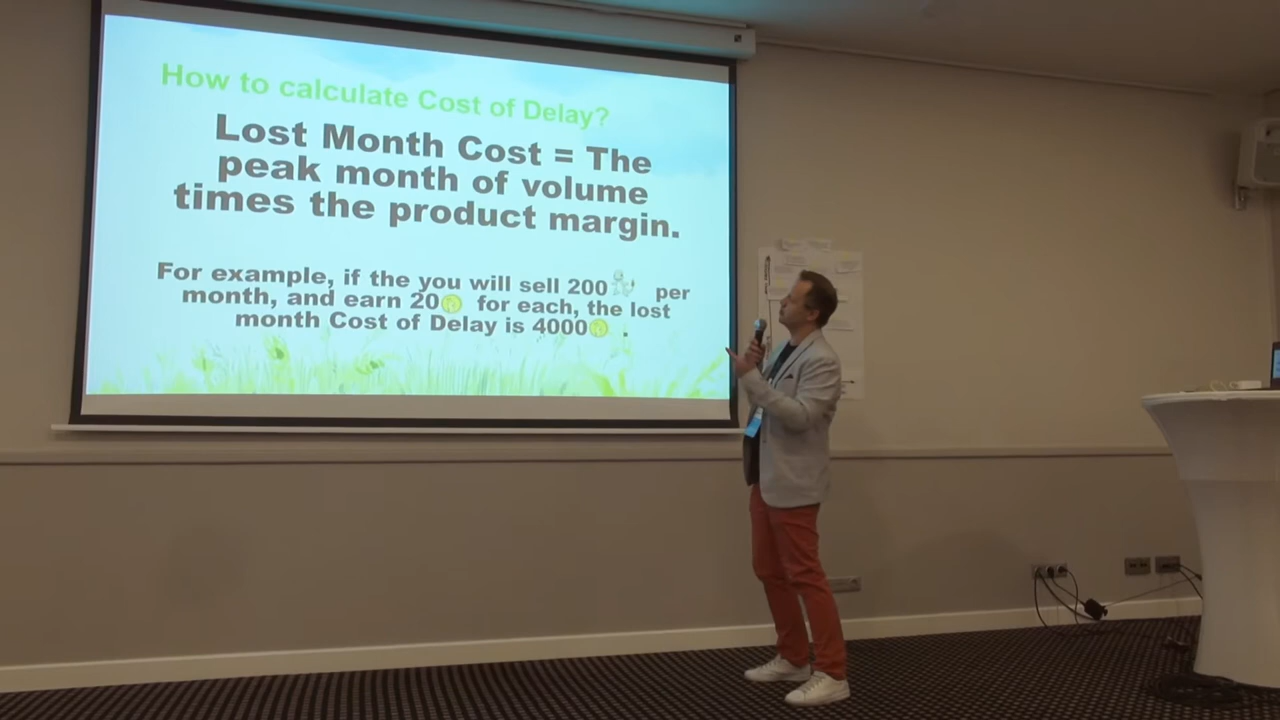 How to calculate Cost of Delay?
Lost Month Cost = The
peak month of volume
times the product margin.
For example, if the you will sell 200 per
month, and earn 20 for each, the lost
month Cost of Delay is 4000 .